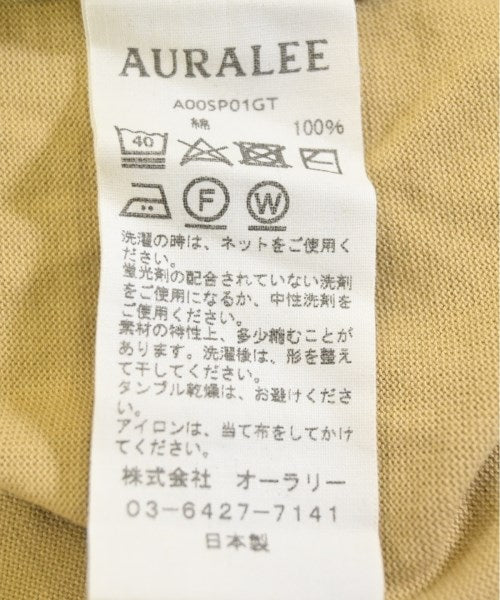 AURALEE
A00SP01GT
綿 100%
40
F W
洗濯の時は、ネットをご使用く
ださい。
蛍光剤の配合されていない洗剤
をご使用になるか、中性洗剤を
ご使用ください。
素材の特性上、多少縮むことが
あります。洗濯後は、形を整え
て干してください。
タンブル乾燥は、お避けくださ
い。
アイロンは、当て布をしてかけ
てください。
株式会社 オーラリー
03-6427-7141
日本製